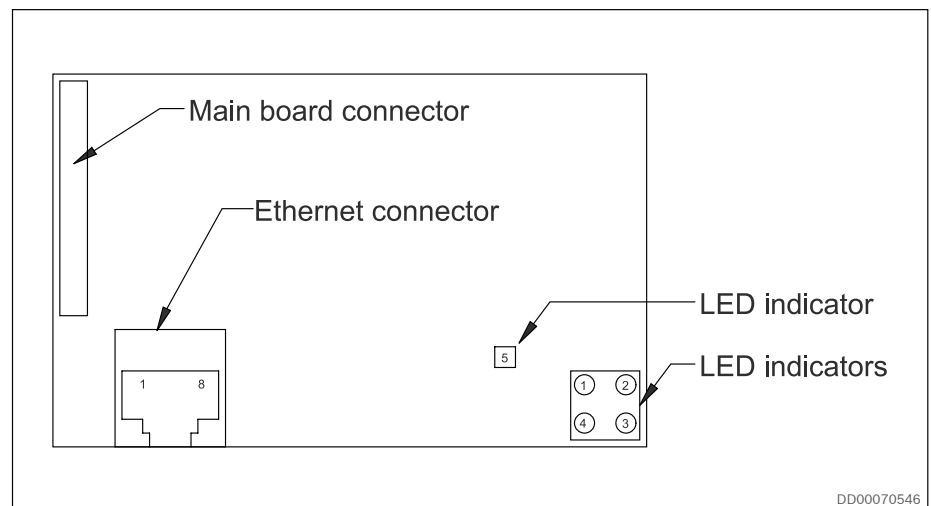 Main board connector
Ethernet connector
LED indicator
5
LED indicators
1 8
1 2
4 3
DD00070546